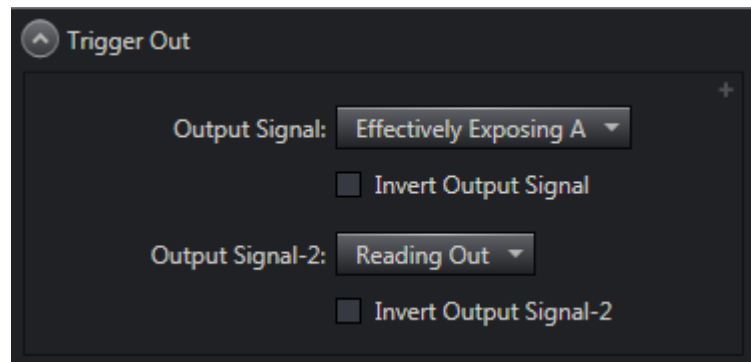 Trigger Out
Output Signal: Effectively Exposing A
Invert Output Signal
Output Signal-2: Reading Out
Invert Output Signal-2